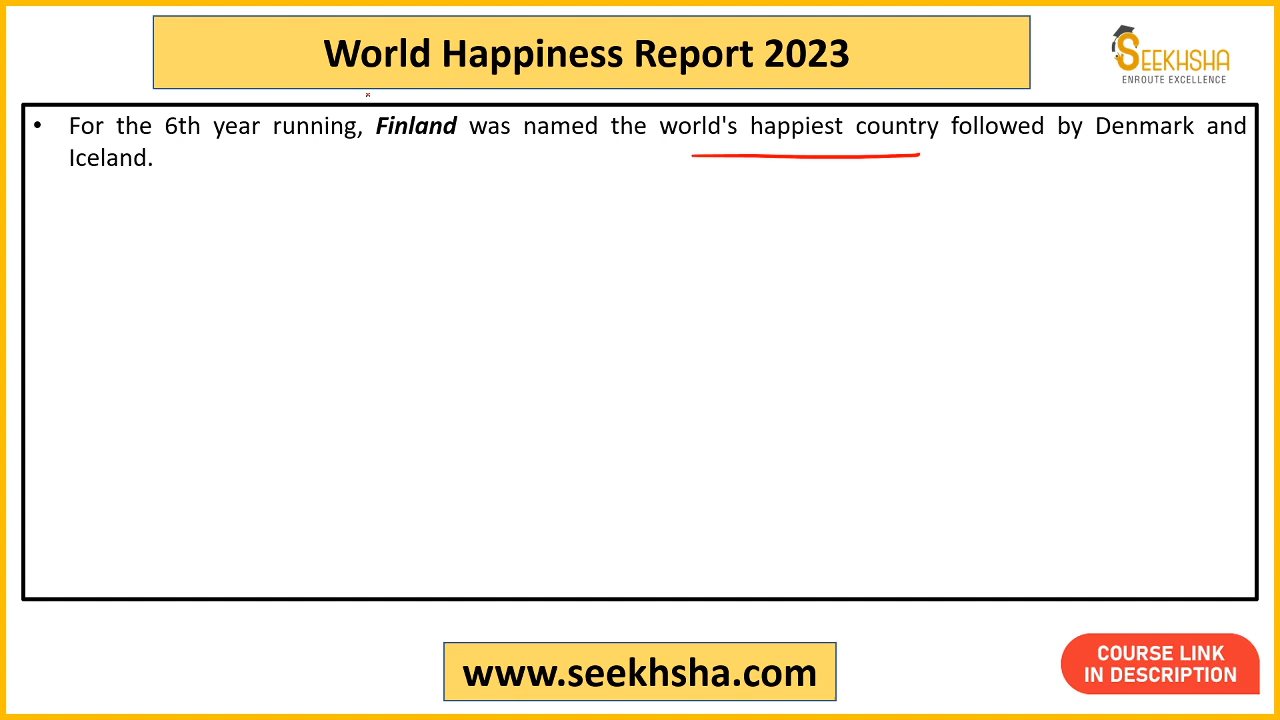 World Happiness Report 2023
SEEKHSHA
ENROUTE EXCELLENCE
• For the 6th year running, Finland was named the world's happiest country followed by Denmark and
Iceland.
www.seekhsha.com
COURSE LINK
IN DESCRIPTION